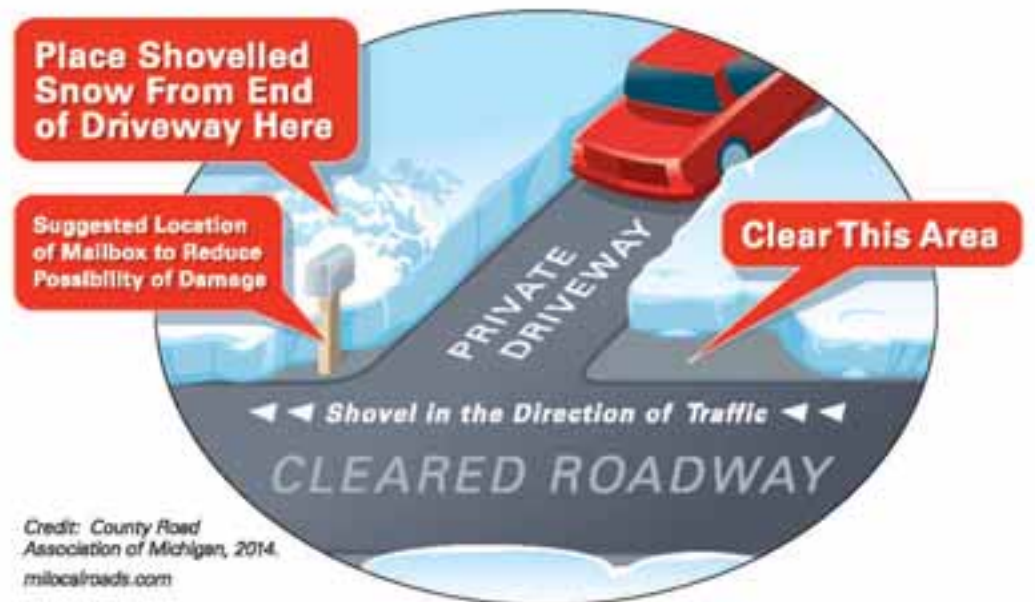 Place Shovelled
Snow From End
of Driveway Here
Suggested Location
of Mailbox to Reduce
Possibility of Damage
Clear This Area
PRIVATE
DRIVEWAY
Shovel in the Direction of Traffic
CLEARED ROADWAY
Credit: County Road
Association of Michigan, 2014.
milocalroads.com